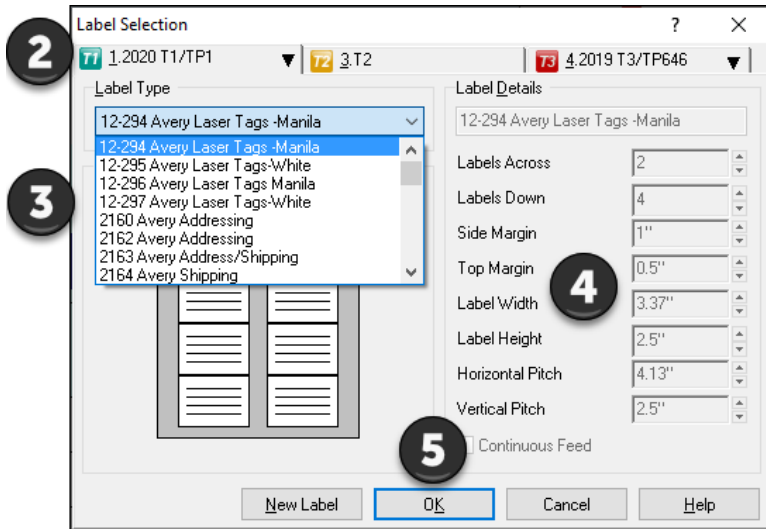 Label Selection ? ×
2
T1 1.2020 T1/TP1 ▼ T2 3.T2 T3 4.2019 T3/TP646 ▼
Label Type
12-294 Avery Laser Tags -Manila
12-294 Avery Laser Tags -Manila
12-295 Avery Laser Tags-White
12-296 Avery Laser Tags Manila
12-297 Avery Laser Tags-White
3
2160 Avery Addressing
2162 Avery Addressing
2163 Avery Address/Shipping
2164 Avery Shipping
Label Details
12-294 Avery Laser Tags -Manila
Labels Across 2
Labels Down 4
Side Margin 1''
Top Margin 0.5''
4
Label Width 3.37''
Label Height 2.5''
Horizontal Pitch 4.13''
Vertical Pitch 2.5''
Continuous Feed
5
New Label OK Cancel Help